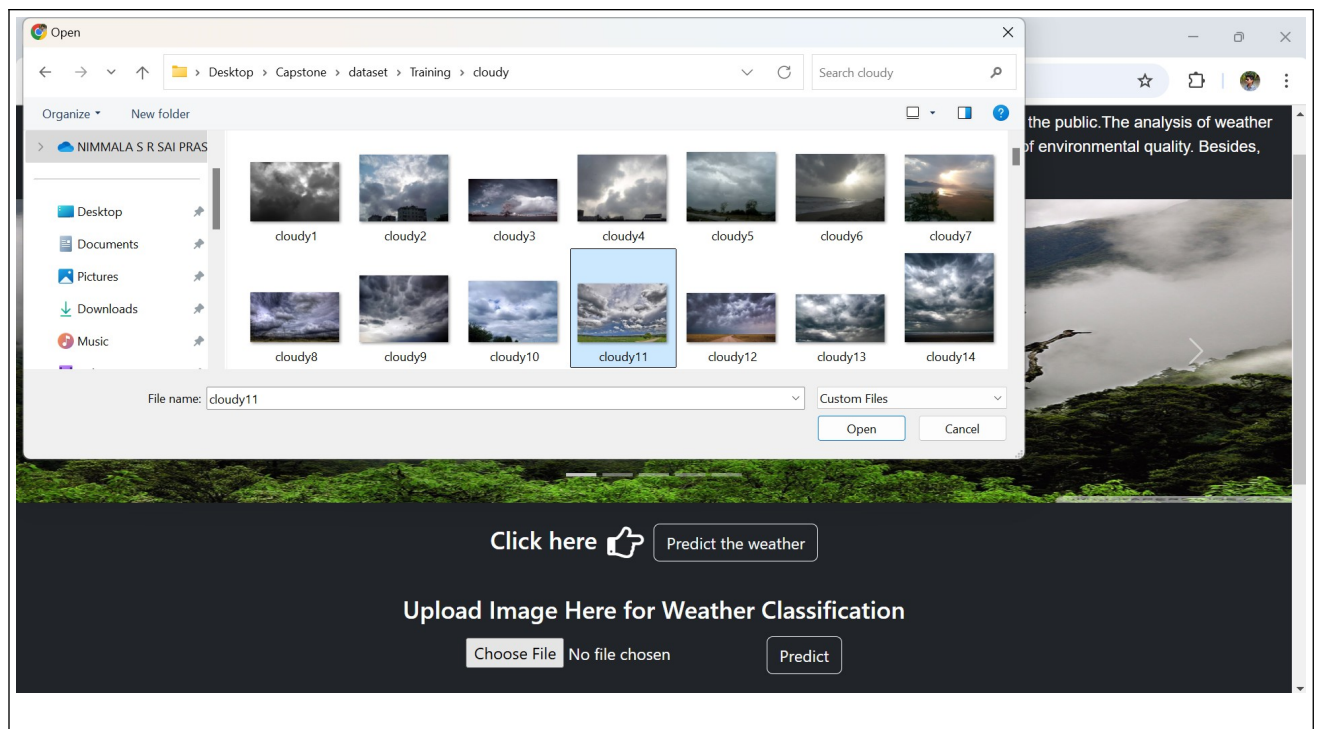 Open
Desktop > Capstone > dataset > Training > cloudy
Search cloudy
Organize
New folder
NIMMALA S R SAI PRAS
Desktop
Documents
Pictures
Downloads
Music
cloudy1 cloudy2 cloudy3 cloudy4 cloudy5 cloudy6 cloudy7
cloudy8 cloudy9 cloudy10 cloudy11 cloudy12 cloudy13 cloudy14
File name: cloudy11
Custom Files
Open Cancel
the public.The analysis of weather
of environmental quality. Besides,
Click here Predict the weather
Upload Image Here for Weather Classification
Choose File No file chosen Predict